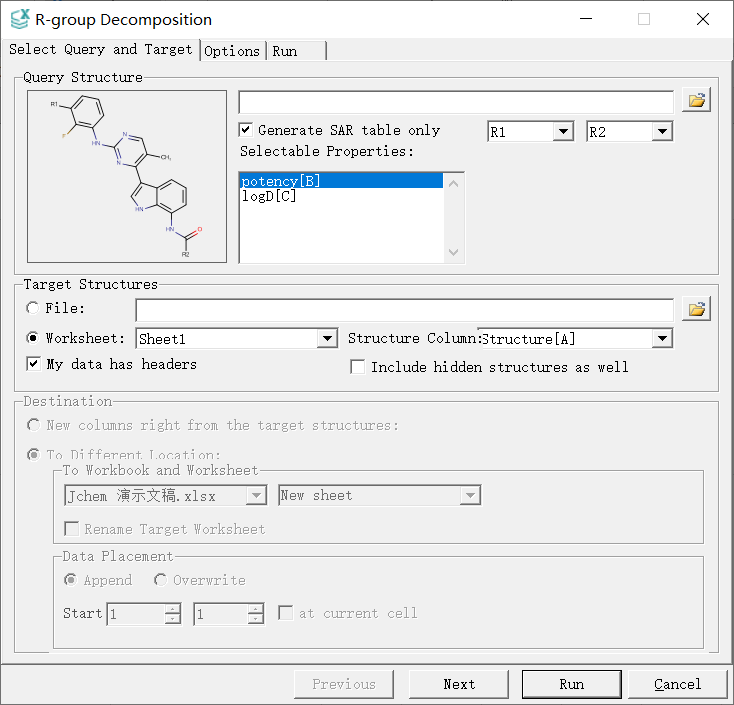 R-group Decomposition
Select Query and Target Options Run
Query Structure
R1
F
HN
N
N
CH3
HN
HN
O
R2
Generate SAR table only R1 R2
Selectable Properties:
potency[B]
logD[C]
Target Structures
File:
Worksheet: Sheet1 Structure Column: Structure[A]
My data has headers Include hidden structures as well
Destination
New columns right from the target structures:
To Different Location:
To Workbook and Worksheet
Jchem 演示文稿.xlsx New sheet
Rename Target Worksheet
Data Placement
Append Overwrite
Start 1 1 at current cell
Previous Next Run Cancel